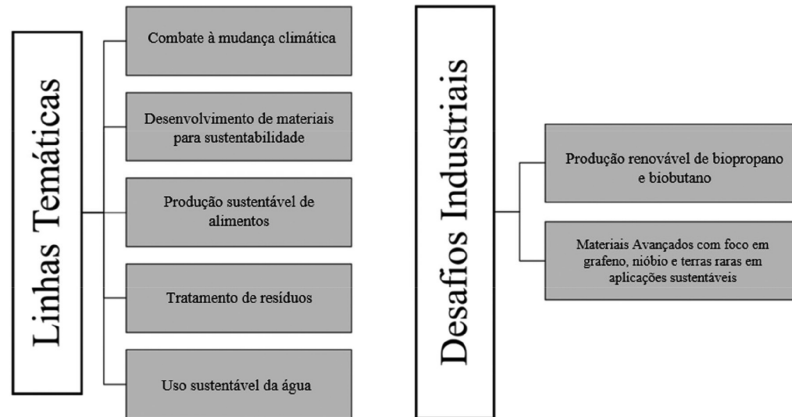 Linhas Temáticas
Combate à mudança climática
Desenvolvimento de materiais
para sustentabilidade
Produção sustentável de
alimentos
Tratamento de resíduos
Uso sustentável da água
Desafios Industriais
Produção renovável de biopropano
e biobutano
Materiais Avançados com foco em
grafeno, nióbio e terras raras em
aplicações sustentáveis